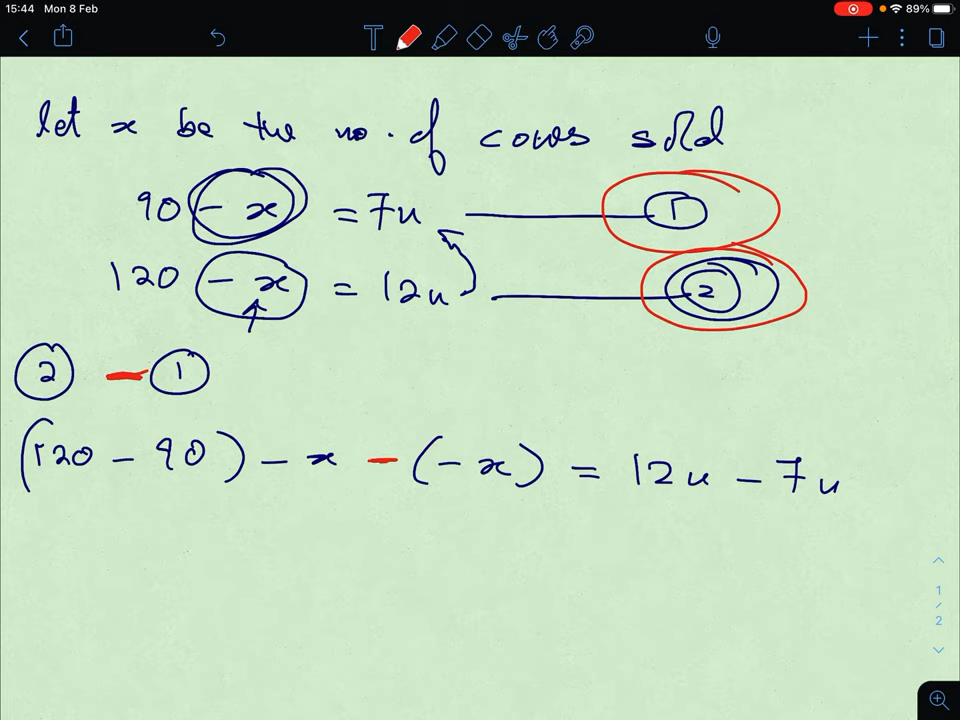 15:44 Mon 8 Feb 89%
T
let x be the no. of cows sold
90 - x = 7u 1
120 - x = 12u 2
2 - 1
(120 - 90) - x - (-x) = 12u - 7u
1
/
2